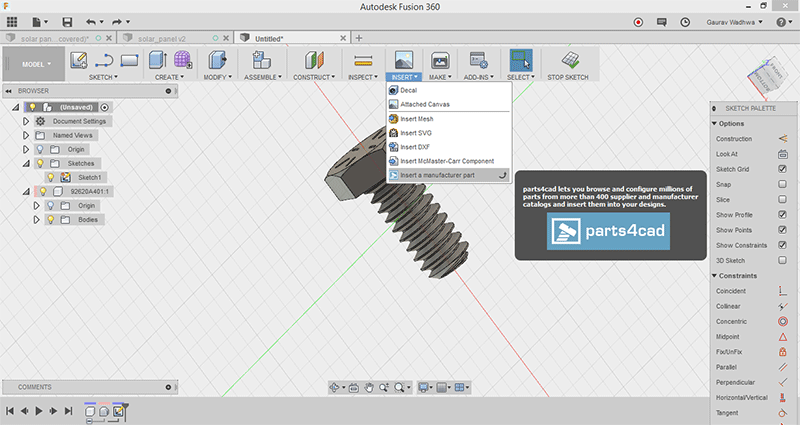 Autodesk Fusion 360
solar pan...covered)*
solar_panel v2
Untitled*
Gaurav Wadhwa
MODEL
SKETCH
CREATE
MODIFY
ASSEMBLE
CONSTRUCT
INSPECT
INSERT
MAKE
ADD-INS
SELECT
STOP SKETCH
BROWSER
(Unsaved)
Document Settings
Named Views
Origin
Sketches
Sketch1
92620A401:1
Origin
Bodies
Decal
Attached Canvas
Insert Mesh
Insert SVG
Insert DXF
Insert McMaster-Carr Component
Insert a manufacturer part
parts4cad lets you browse and configure millions of
parts from more than 400 supplier and manufacturer
catalogs and insert them into your designs.
parts4cad
SKETCH PALETTE
Options
Construction
Look At
Sketch Grid
Snap
Slice
Show Profile
Show Points
Show Constraints
3D Sketch
Constraints
Coincident
Collinear
Concentric
Midpoint
Fix/UnFix
Parallel
Perpendicular
Horizontal/Vertical
Tangent
COMMENTS